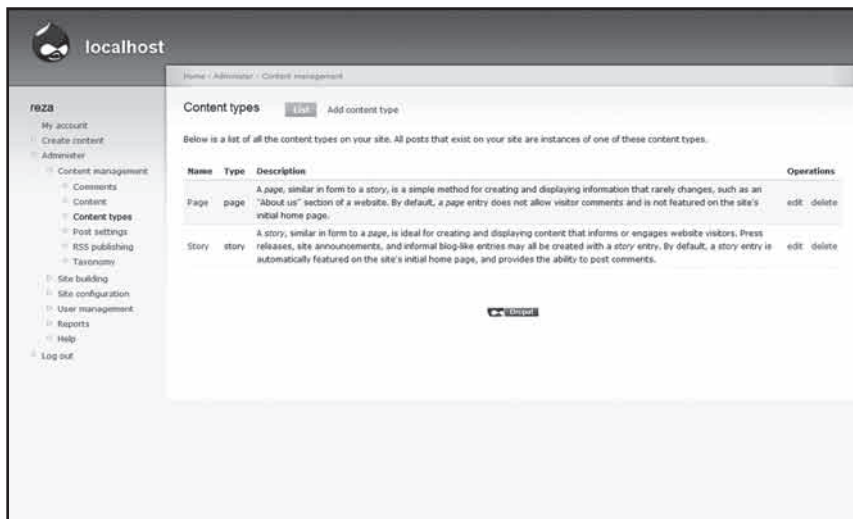 localhost
Home › Administer › Content management
reza
My account
Create content
Administer
Content management
Comments
Content
Content types
Post settings
RSS publishing
Taxonomy
Site building
Site configuration
User management
Reports
Help
Log out
Content types List Add content type
Below is a list of all the content types on your site. All posts that exist on your site are instances of one of these content types.
Name Type Description Operations
Page page A page, similar in form to a story, is a simple method for creating and displaying information that rarely changes, such as an
"About us" section of a website. By default, a page entry does not allow visitor comments and is not featured on the site's
initial home page. edit delete
Story story A story, similar in form to a page, is ideal for creating and displaying content that informs or engages website visitors. Press
releases, site announcements, and informal blog-like entries may all be created with a story entry. By default, a story entry is
automatically featured on the site's initial home page, and provides the ability to post comments. edit delete
Drupal